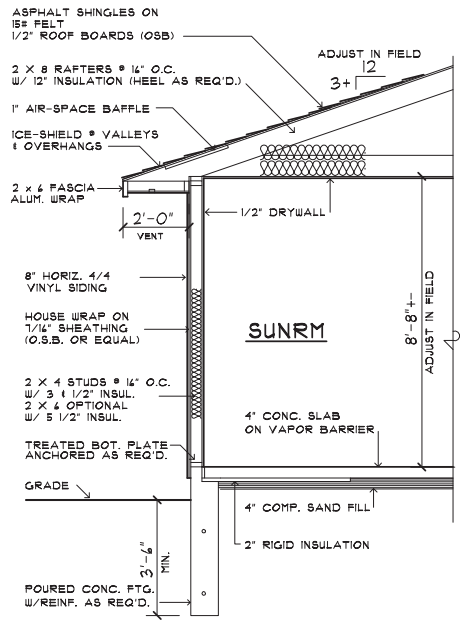 ASPHALT SHINGLES ON
15# FELT
1/2" ROOF BOARDS (OSB)
ADJUST IN FIELD
12
3+
2 X 8 RAFTERS @ 16" O.C.
W/ 12" INSULATION (HEEL AS REQ'D.)
1" AIR-SPACE BAFFLE
ICE-SHIELD @ VALLEYS
& OVERHANGS
2 x 6 FASCIA
ALUM. WRAP
2'-0"
VENT
1/2" DRYWALL
8" HORIZ. 4/4
VINYL SIDING
HOUSE WRAP ON
7/16" SHEATHING
(O.S.B. OR EQUAL)
SUNRM
8'-8"+-
ADJUST IN FIELD
2 X 4 STUDS @ 16" O.C.
W/ 3 & 1/2" INSUL.
2 X 6 OPTIONAL
W/ 5 1/2" INSUL.
4" CONC. SLAB
ON VAPOR BARRIER
TREATED BOT. PLATE
ANCHORED AS REQ'D.
GRADE
4" COMP. SAND FILL
2" RIGID INSULATION
3'-6"
MIN.
POURED CONC. FTG.
W/REINF. AS REQ'D.